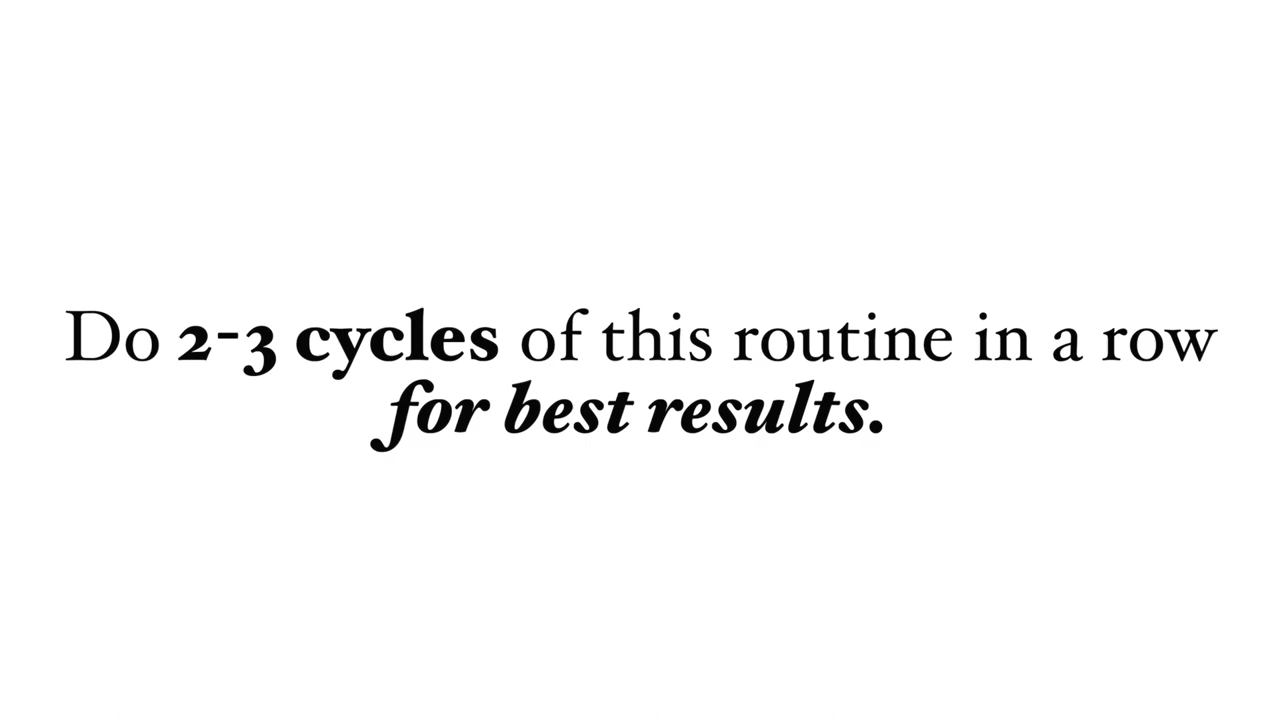 Do 2-3 cycles of this routine in a row
for best results.